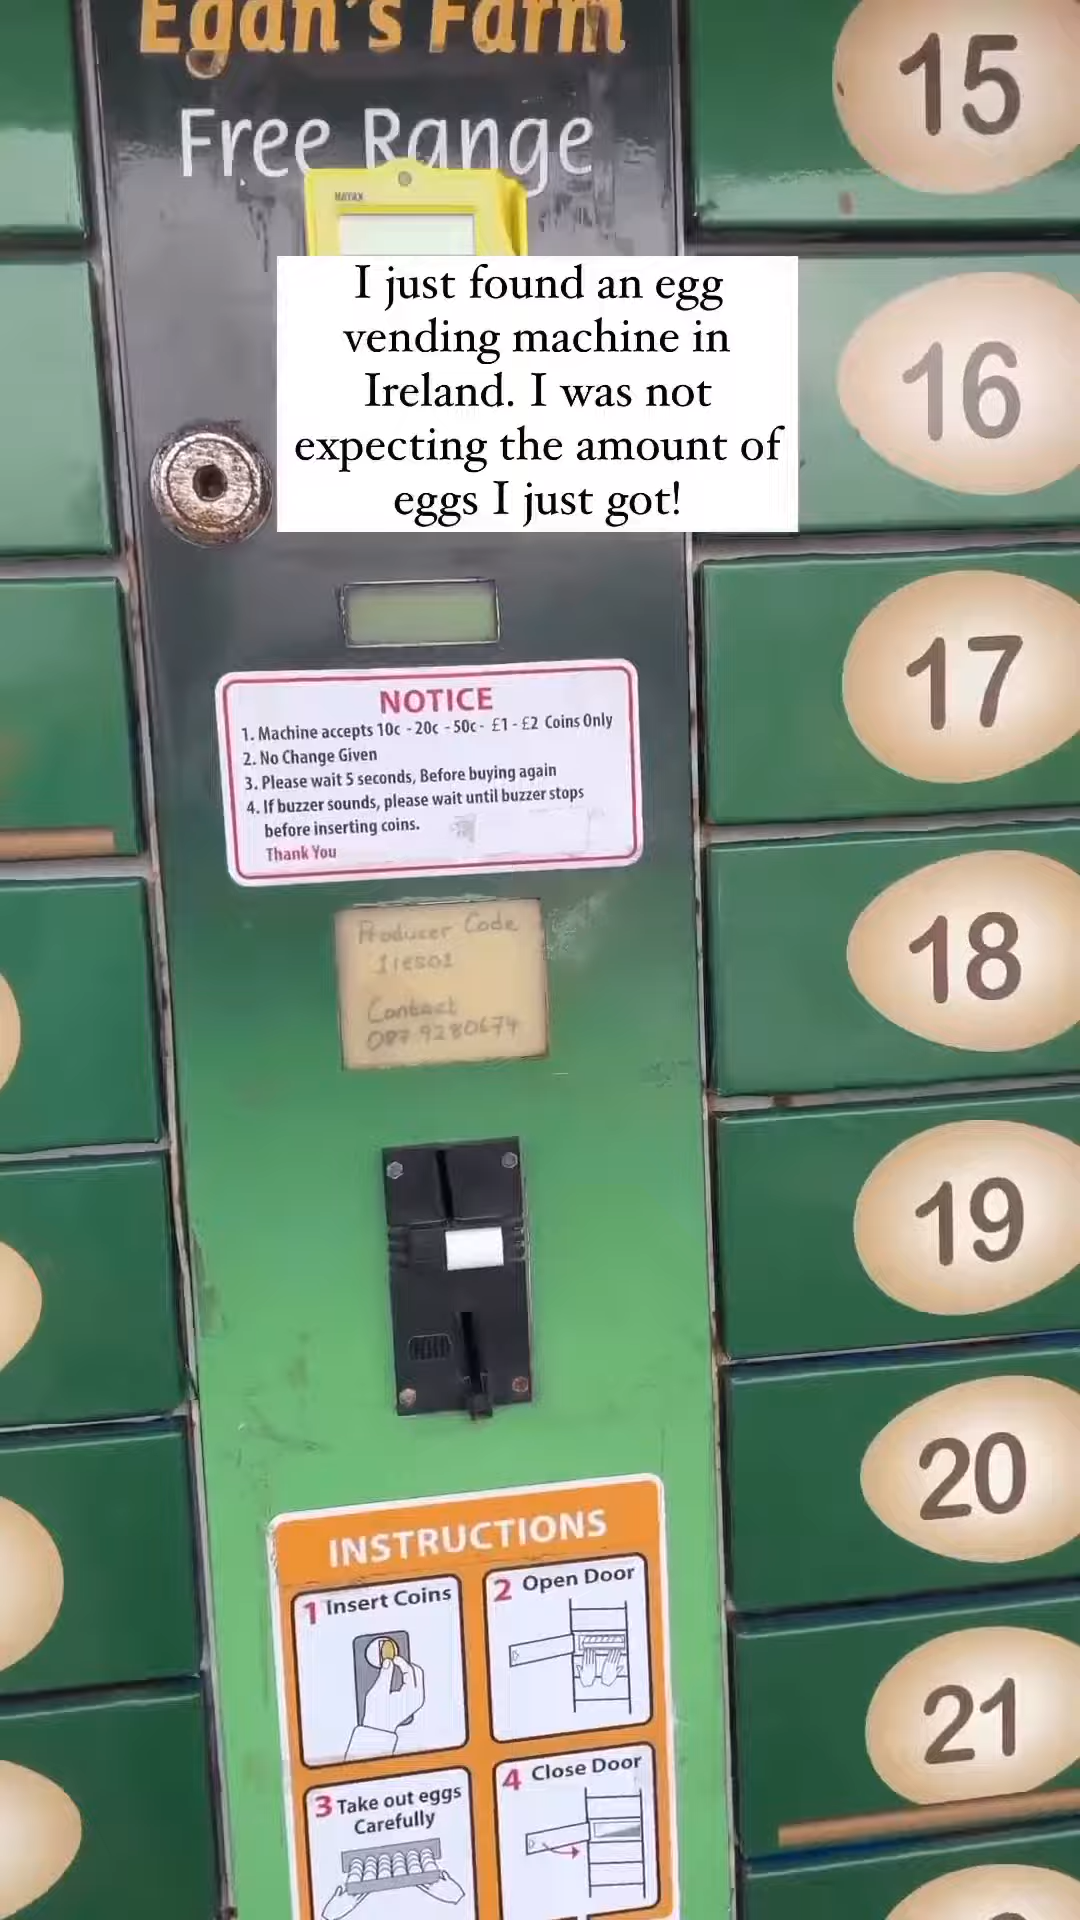 Egan's Farm
Free Range
NAYAX
I just found an egg
vending machine in
Ireland. I was not
expecting the amount of
eggs I just got!
NOTICE
1. Machine accepts 10c - 20c - 50c - £1 - £2 Coins Only
2. No Change Given
3. Please wait 5 seconds, Before buying again
4. If buzzer sounds, please wait until buzzer stops
before inserting coins.
Thank You
Producer Code
Contact
087 9280674
INSTRUCTIONS
1 Insert Coins
2 Open Door
3 Take out eggs
Carefully
4 Close Door
15
16
17
18
19
20
21